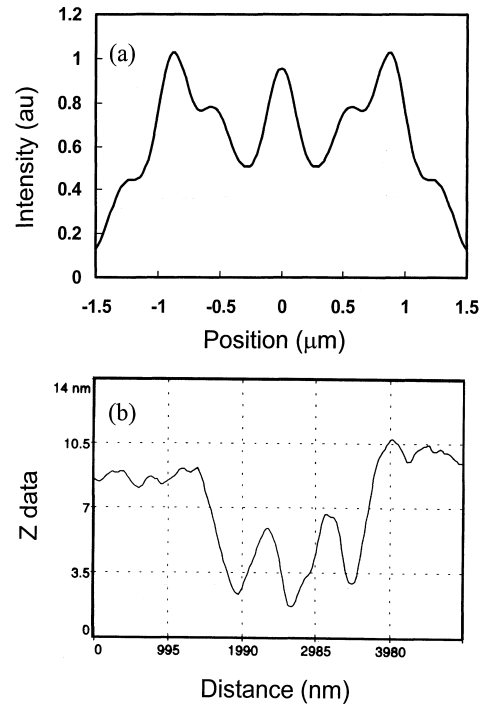 (a)
1.2
1
0.8
0.6
0.4
0.2
0
Intensity (au)
-1.5 -1 -0.5 0 0.5 1 1.5
Position (μm)
(b)
14 nm
10.5
7
3.5
0
Z data
0 995 1990 2985 3980
Distance (nm)